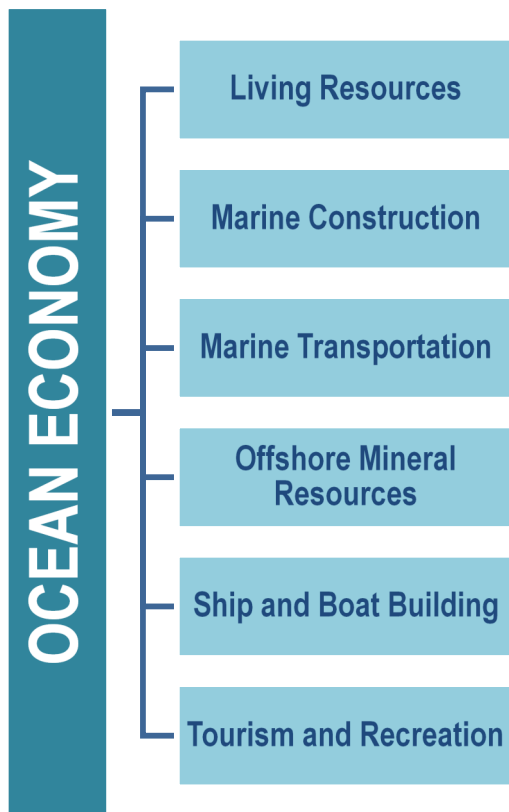 OCEAN ECONOMY
Living Resources
Marine Construction
Marine Transportation
Offshore Mineral
Resources
Ship and Boat Building
Tourism and Recreation